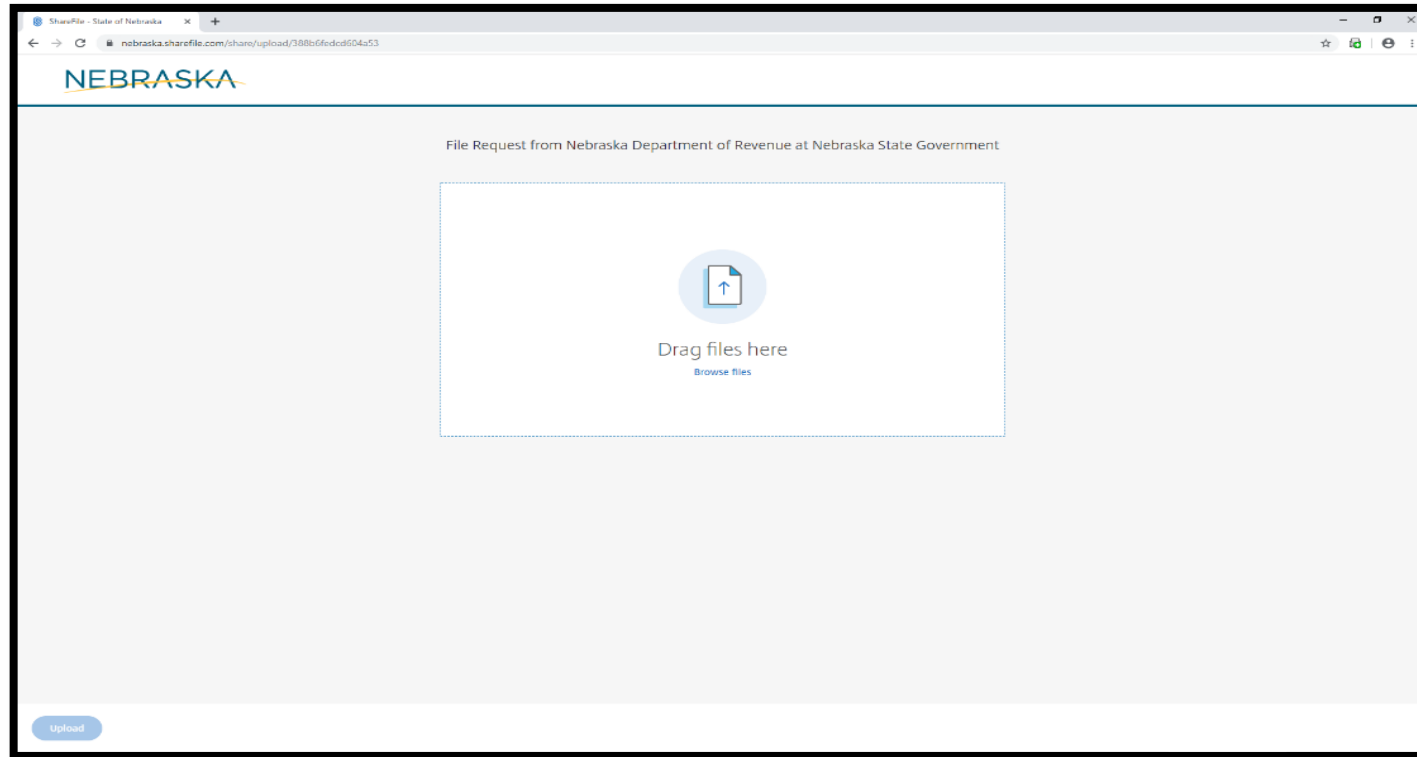 ShareFile - State of Nebraska
nebraska.sharefile.com/share/upload/388b6fedcd604a53
NEBRASKA
File Request from Nebraska Department of Revenue at Nebraska State Government
Drag files here
Browse files
Upload